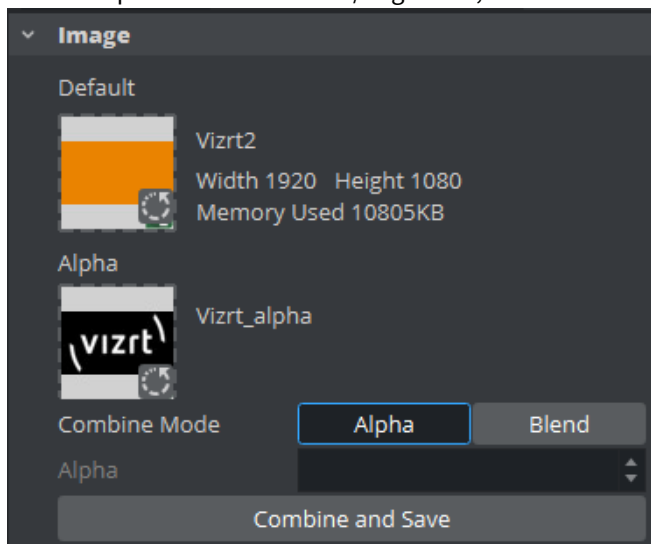 Image
Default
Vizrt2
Width 1920 Height 1080
Memory Used 10805KB
Alpha
vizrt
Vizrt_alpha
Combine Mode
Alpha
Blend
Alpha
Combine and Save